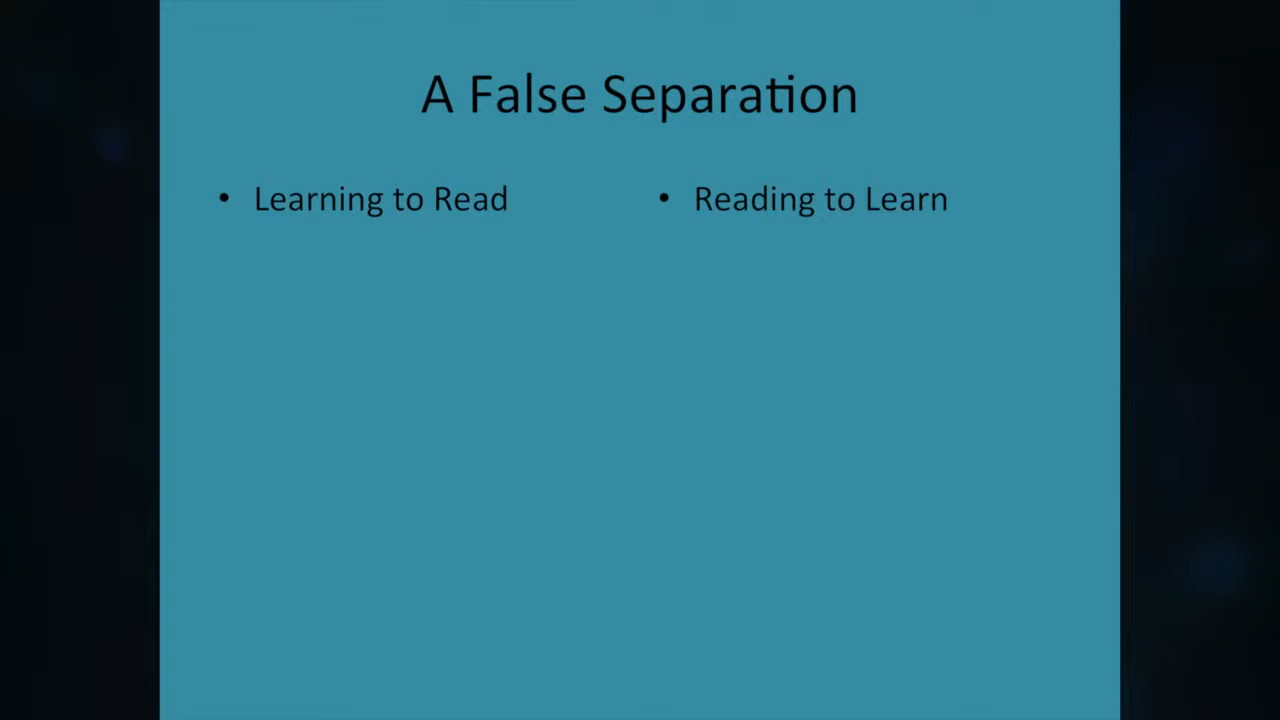 A False Separation
• Learning to Read
• Reading to Learn